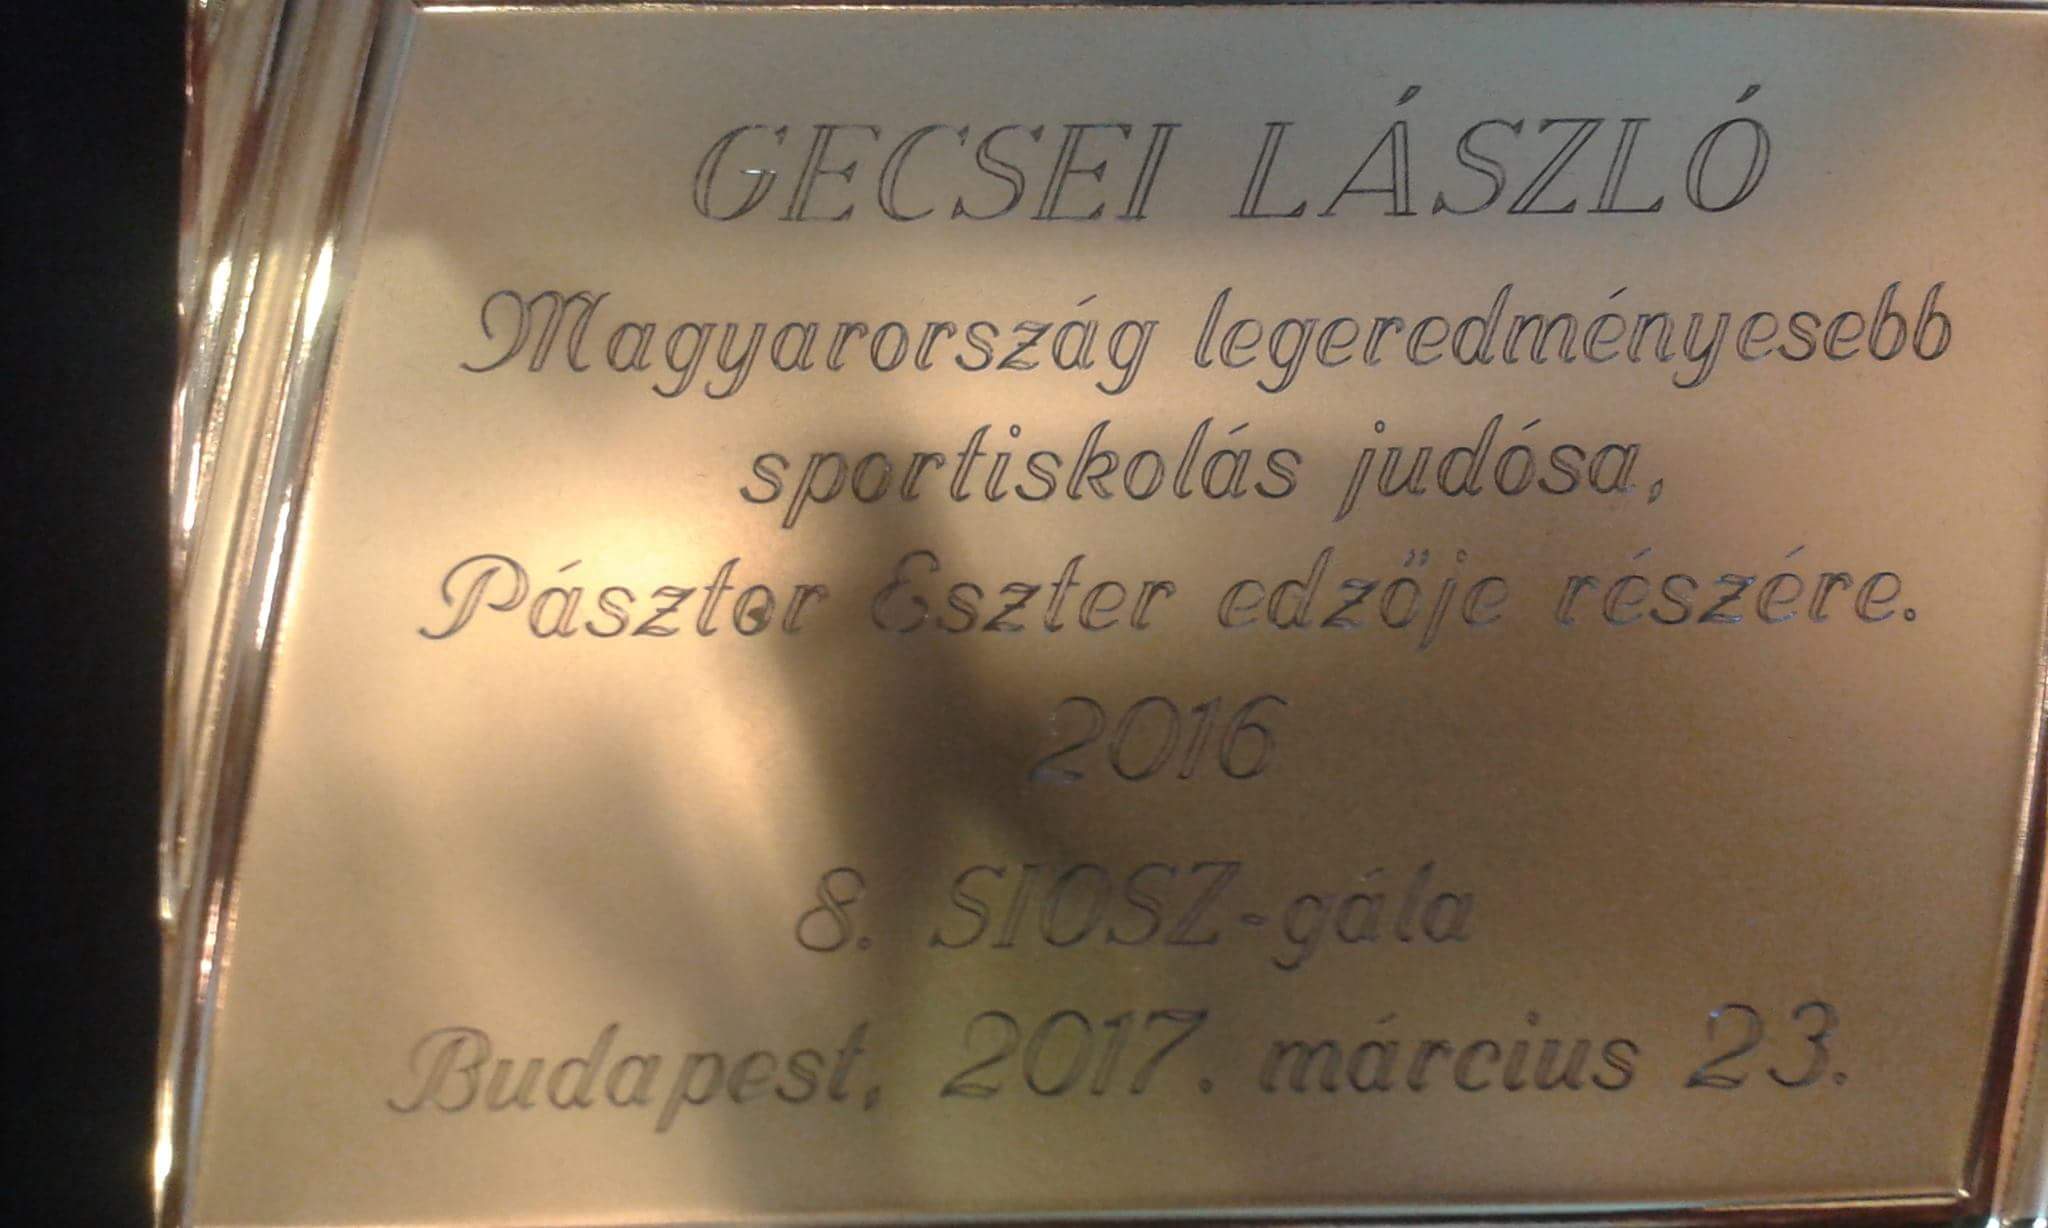 GECSEI LÁSZLÓ
Magyarország legeredményesebb
sportiskolás judósa,
Pásztor Eszter edzője részére.
2016
8. SIOSZ-gála
Budapest, 2017. március 23.